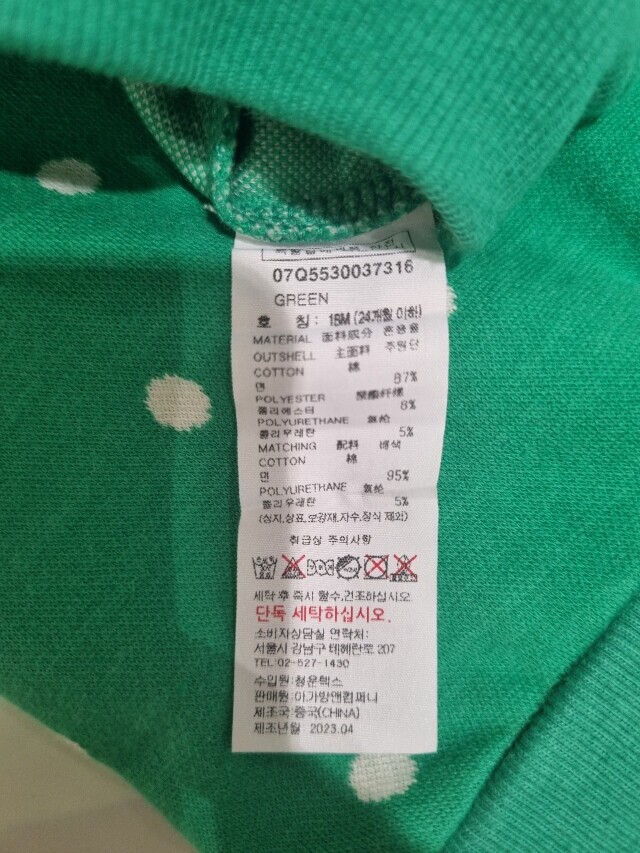 07Q5530037316
GREEN
호 칭: 18M (24개월 이하)
MATERIAL 面料成分 혼용율
OUTSHELL 主面料 주원단
COTTON 棉
면 87%
POLYESTER 聚酯纤维
폴리에스터 8%
POLYURETHANE 氨纶
폴리우레탄 5%
MATCHING 配料 배색
COTTON 棉
면 95%
POLYURETHANE 氨纶
폴리우레탄 5%
(심지,상표,보강재,자수,장식 제외)
취급상 주의사항
세탁 후 즉시 탈수,건조하십시오.
단독 세탁하십시오.
소비자상담실 연락처:
서울시 강남구 테헤란로 207
TEL:02-527-1430
수입원:청운텍스
판매원:아가방앤컴퍼니
제조국:중국(CHINA)
제조년월: 2023.04